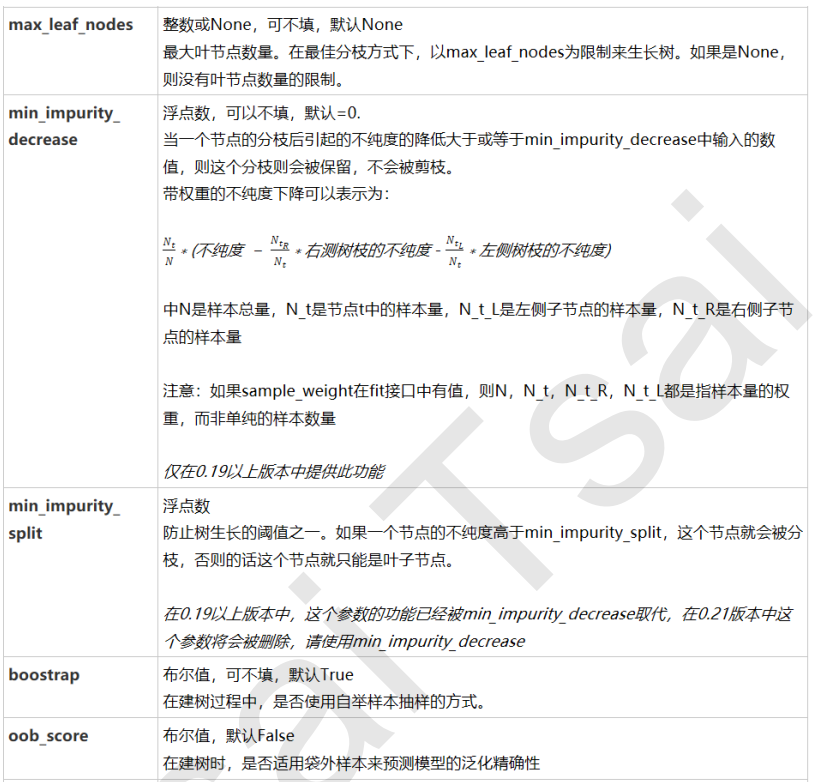 max_leaf_nodes
整数或None，可不填，默认None
最大叶节点数量。在最佳分枝方式下，以max_leaf_nodes为限制来生长树。如果是None，
则没有叶节点数量的限制。
min_impurity_
decrease
浮点数，可以不填，默认=0.
当一个节点的分枝后引起的不纯度的降低大于或等于min_impurity_decrease中输入的数
值，则这个分枝则会被保留，不会被剪枝。
带权重的不纯度下降可以表示为：
N_t/N * (不纯度 - N_{t_R}/N_t * 右测树枝的不纯度 - N_{t_L}/N_t * 左侧树枝的不纯度)
中N是样本总量，N_t是节点t中的样本量，N_t_L是左侧子节点的样本量，N_t_R是右侧子节
点的样本量
注意：如果sample_weight在fit接口中有值，则N，N_t，N_t_R，N_t_L都是指样本量的权
重，而非单纯的样本数量
仅在0.19以上版本中提供此功能
min_impurity_
split
浮点数
防止树生长的阈值之一。如果一个节点的不纯度高于min_impurity_split，这个节点就会被分
枝，否则的话这个节点就只能是叶子节点。
在0.19以上版本中，这个参数的功能已经被min_impurity_decrease取代，在0.21版本中这
个参数将会被删除，请使用min_impurity_decrease
boostrap
布尔值，可不填，默认True
在建树过程中，是否使用自举样本抽样的方式。
oob_score
布尔值，默认False
在建树时，是否适用袋外样本来预测模型的泛化精确性
sai Tsai